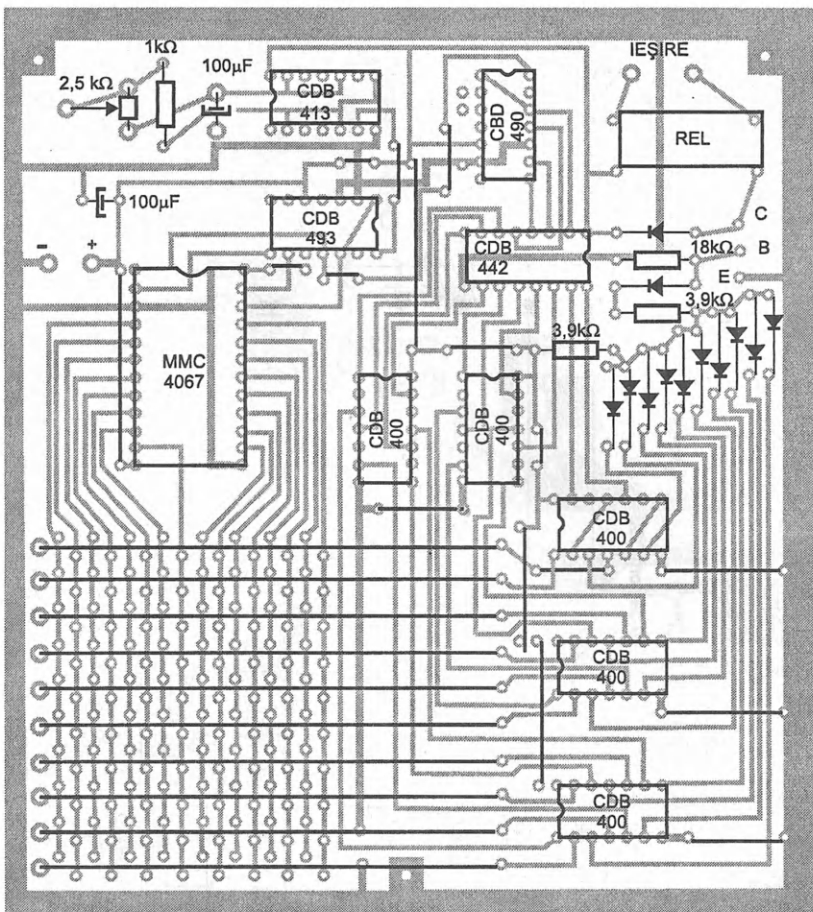 1kΩ
IEŞIRE
2,5 kΩ
100µF
CDB
413
CBD
490
REL
100µF
CDB
493
C
- +
CDB
442
18kΩ
B
E
3,9kΩ
MMC
4067
3,9kΩ
CDB
400
CDB
400
CDB
400
CDB
400
CDB
400